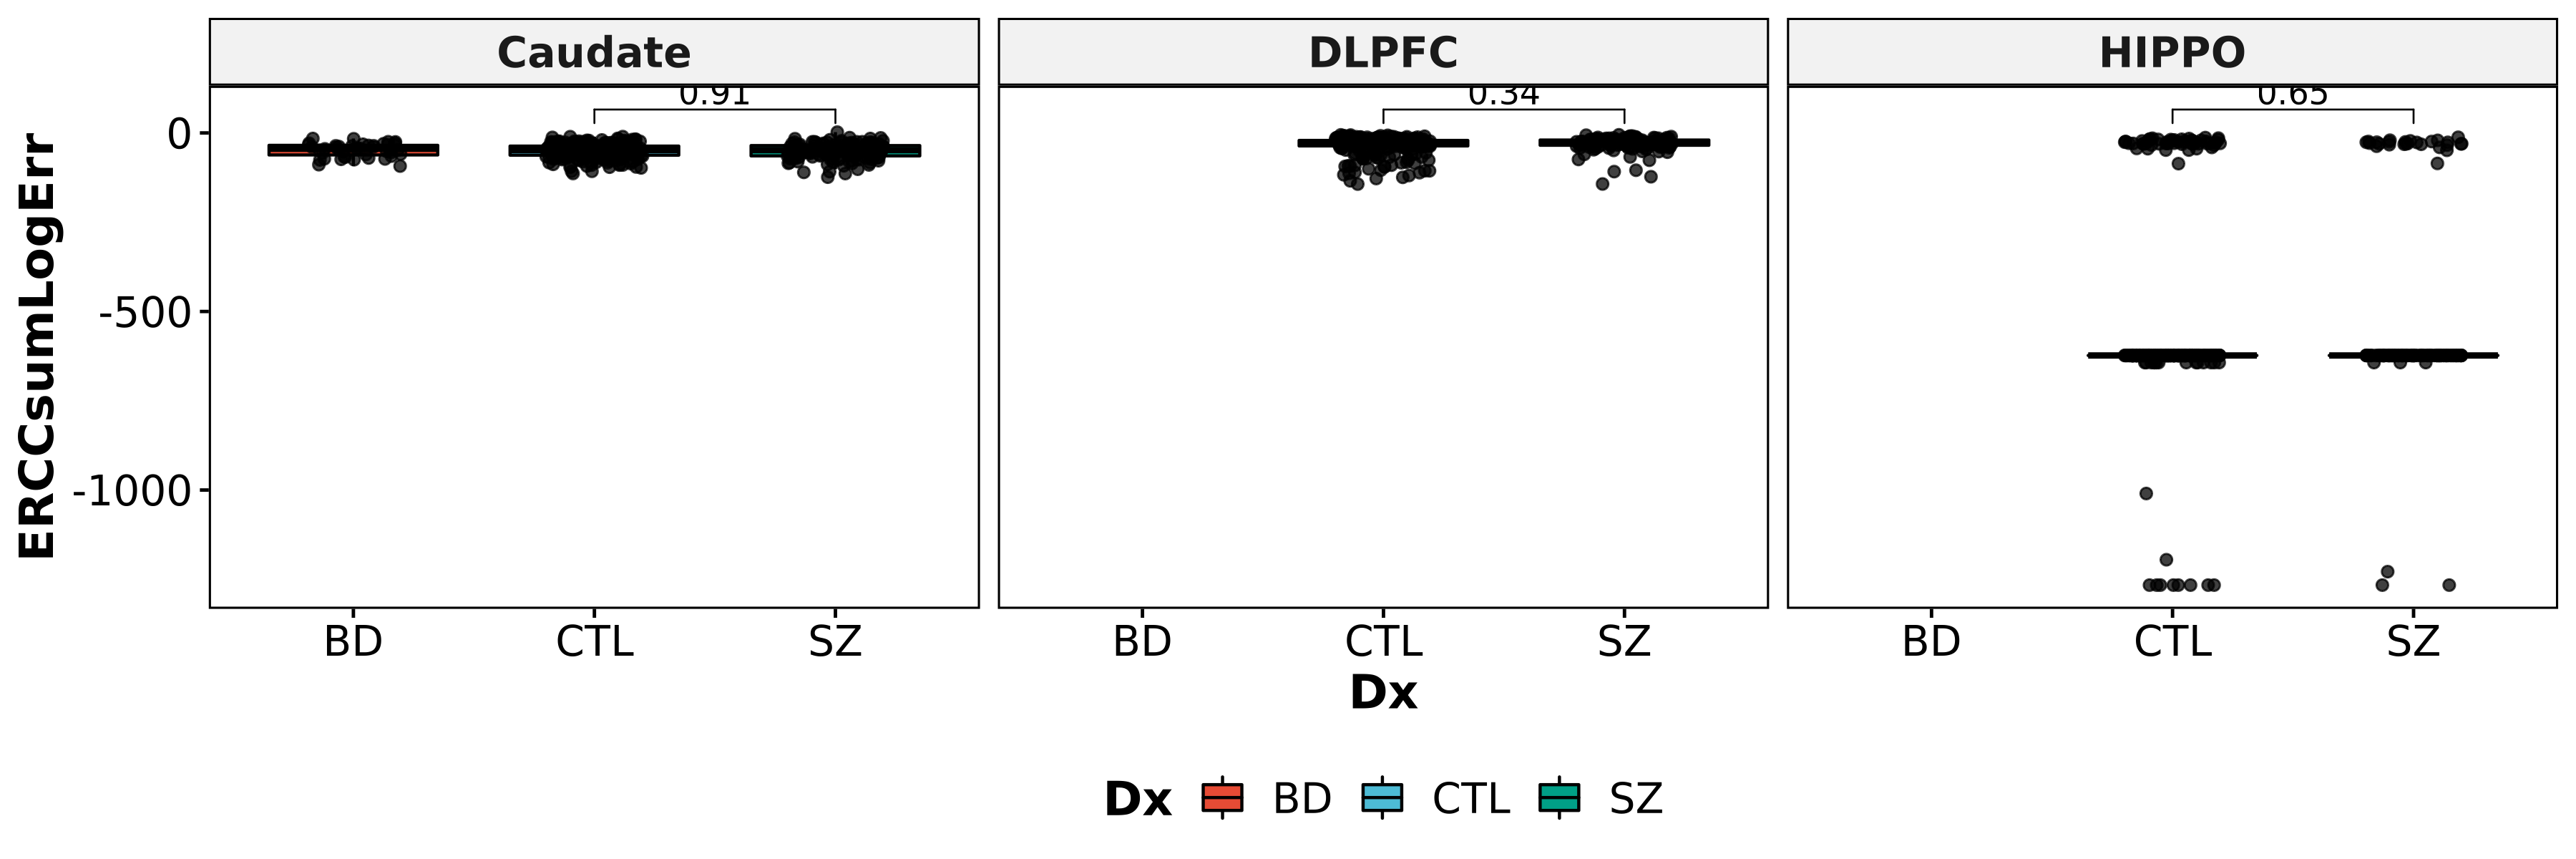 Caudate DLPFC HIPPO
0.91 0.34 0.65
ERCCsumLogErr
0
-500
-1000
BD CTL SZ BD CTL SZ BD CTL SZ
Dx
Dx BD CTL SZ